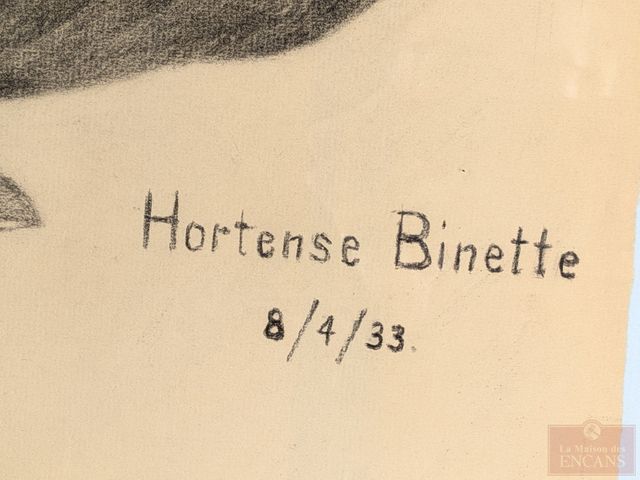 Hortense Binette
8/4/33.
La Maison des
ENCANS